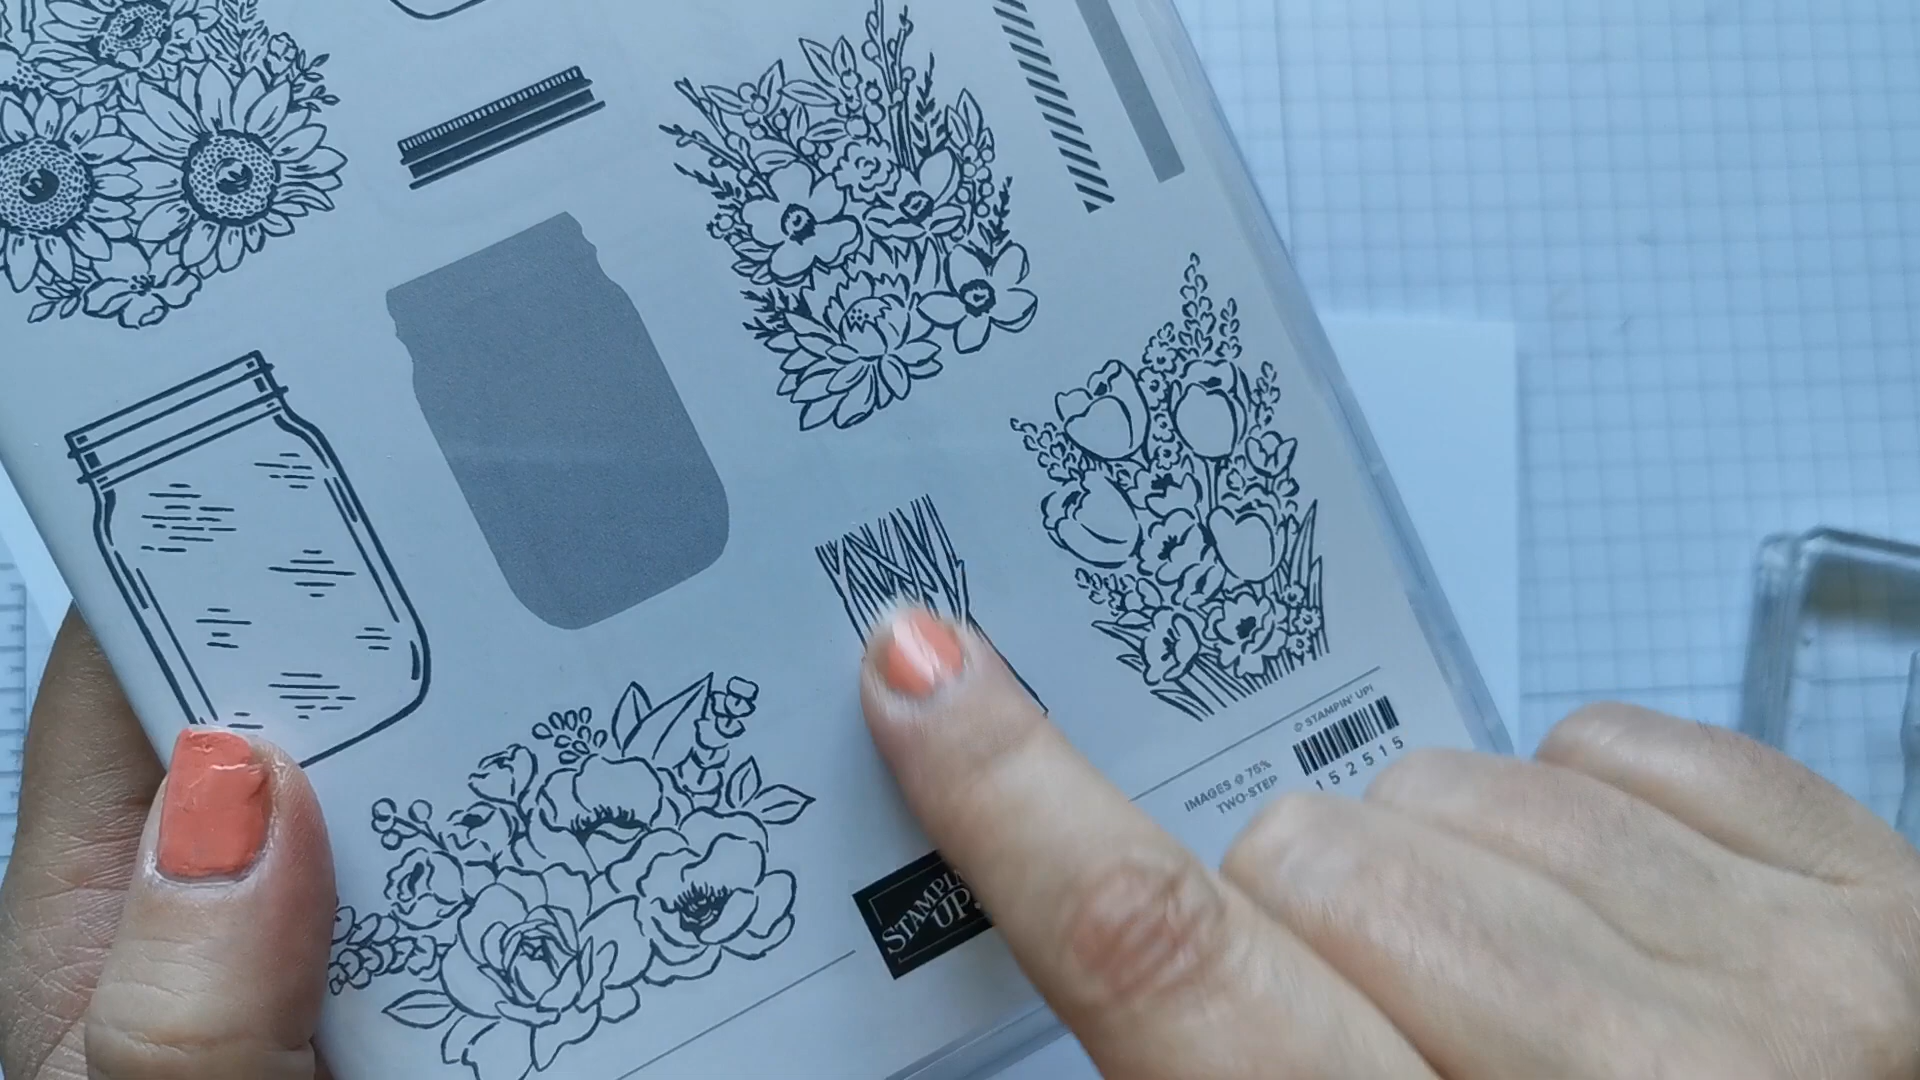 © STAMPIN' UP!
152515
IMAGES @ 75%
TWO-STEP
STAMPIN'
UP!